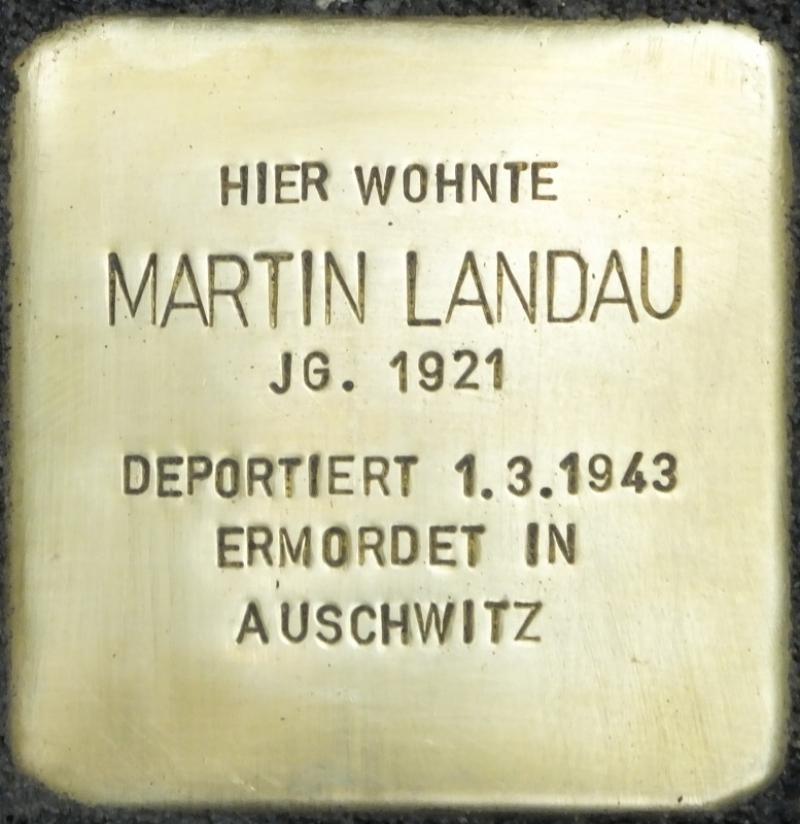 HIER WOHNTE
MARTIN LANDAU
JG. 1921
DEPORTIERT 1.3.1943
ERMORDET IN
AUSCHWITZ